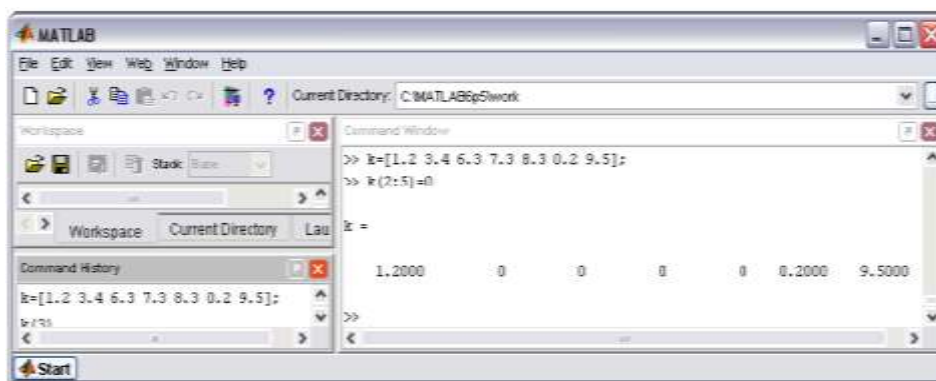 MATLAB
File Edit View Web Window Help
Current Directory: C:\MATLAB6p5\work
Workspace
Stack: Base
Workspace Current Directory Lau
Command History
k=[1.2 3.4 6.3 7.3 8.3 0.2 9.5];
k(3)
Command Window
>> k=[1.2 3.4 6.3 7.3 8.3 0.2 9.5];
>> k(2:5)=0
k =
1.2000 0 0 0 0 0.2000 9.5000
>>
Start